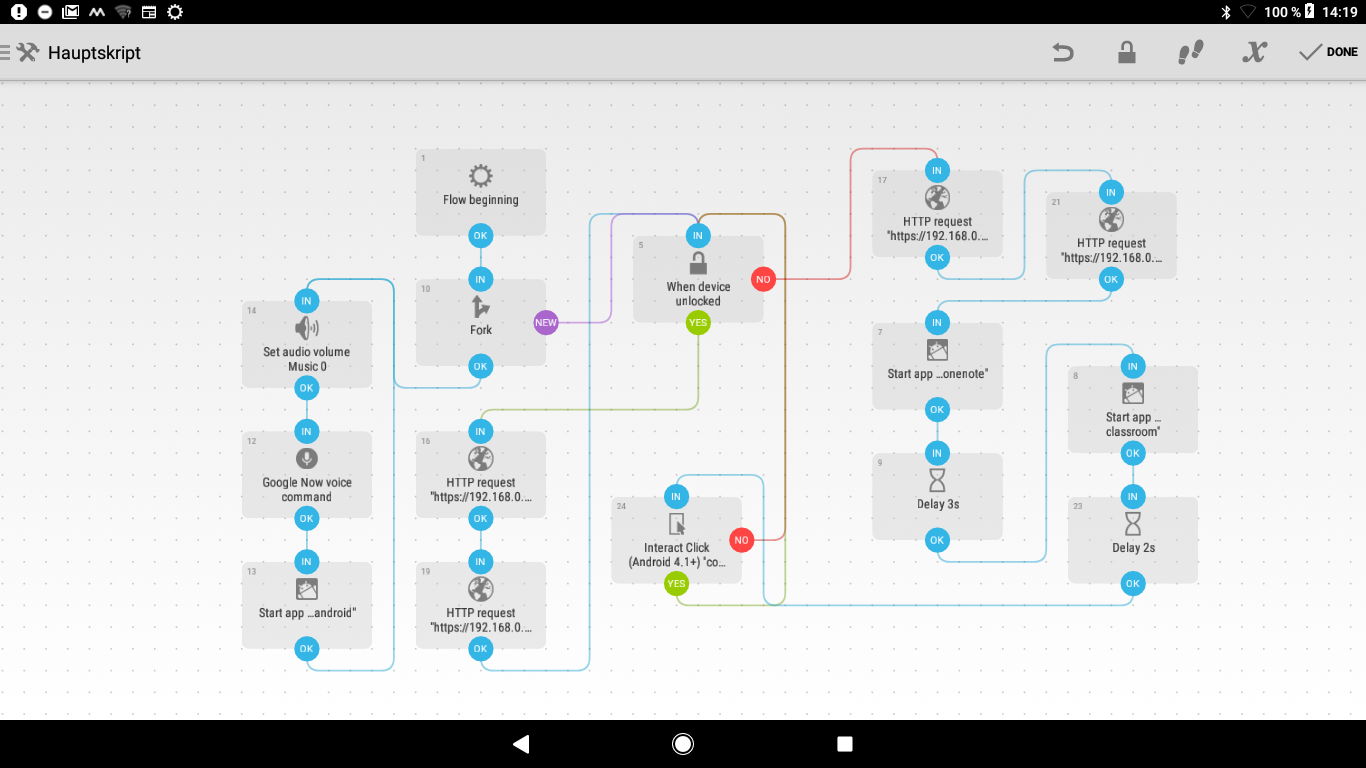 100 % 14:19
Hauptskript
DONE
1
Flow beginning
OK
IN
10
Fork
NEW
OK
IN
14
Set audio volume
Music 0
OK
IN
12
Google Now voice
command
OK
IN
13
Start app ...android"
OK
IN
5
When device
unlocked
NO
YES
IN
16
HTTP request
"https://192.168.0....
OK
IN
19
HTTP request
"https://192.168.0....
OK
IN
24
Interact Click
(Android 4.1+) "co...
NO
YES
IN
17
HTTP request
"https://192.168.0....
OK
IN
21
HTTP request
"https://192.168.0....
OK
IN
7
Start app ...onenote"
OK
IN
9
Delay 3s
OK
IN
8
Start app ...
classroom"
OK
IN
23
Delay 2s
OK